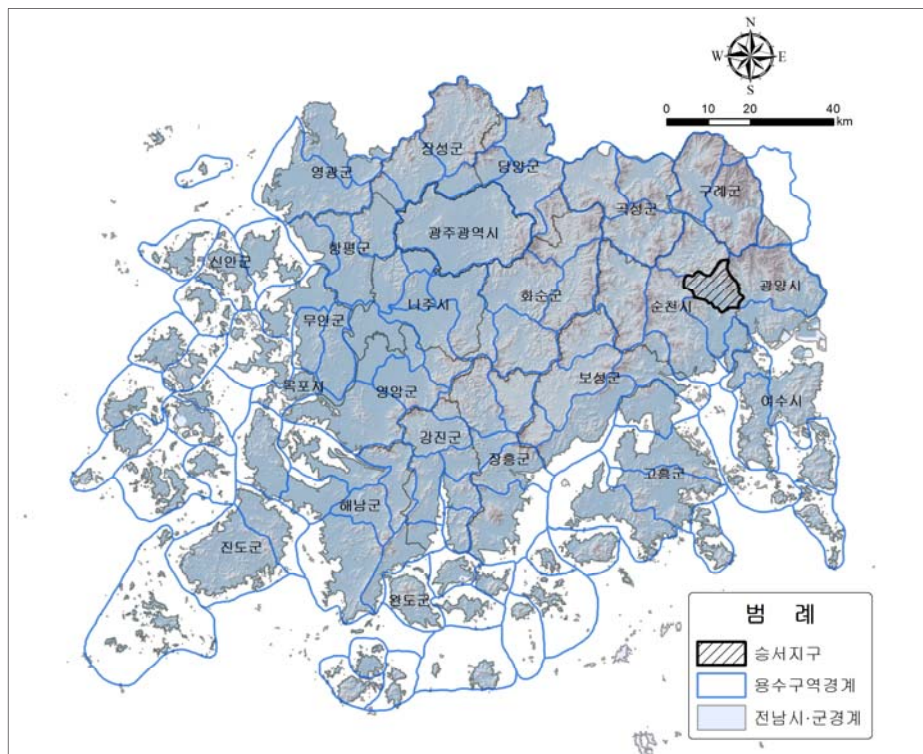 N
W E
S
0 10 20 40
km
장성군
담양군
영광군
구례군
곡성군
광주광역시
함평군
신안군
광양시
화순군
나주시
순천시
무안군
보성군
목포시
영암군
여수시
강진군
장흥군
고흥군
해남군
진도군
완도군
범 례
승서지구
용수구역경계
전남시·군경계